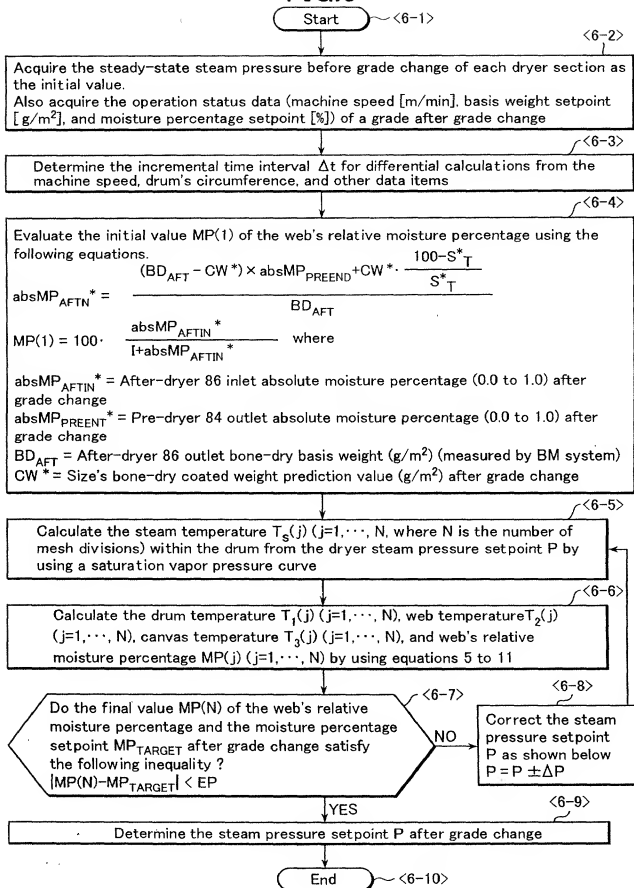 Start
<6-1>
<6-2>
Acquire the steady-state steam pressure before grade change of each dryer section as
the initial value.
Also acquire the operation status data (machine speed [m/min], basis weight setpoint
[g/m²], and moisture percentage setpoint [%]) of a grade after grade change
<6-3>
Determine the incremental time interval Δt for differential calculations from the
machine speed, drum's circumference, and other data items
<6-4>
Evaluate the initial value MP(1) of the web's relative moisture percentage using the
following equations.
absMP_AFTN* = ((BD_AFT − CW*) × absMP_PREEND + CW* · (100−S*_T)/(S*_T)) / BD_AFT
MP(1) = 100· absMP_AFTIN* / (I+absMP_AFTIN*) where
absMP_AFTIN* = After-dryer 86 inlet absolute moisture percentage (0.0 to 1.0) after
grade change
absMP_PREENT* = Pre-dryer 84 outlet absolute moisture percentage (0.0 to 1.0) after
grade change
BD_AFT = After-dryer 86 outlet bone-dry basis weight (g/m²) (measured by BM system)
CW* = Size's bone-dry coated weight prediction value (g/m²) after grade change
<6-5>
Calculate the steam temperature T_S(j) (j=1,···, N, where N is the number of
mesh divisions) within the drum from the dryer steam pressure setpoint P by
using a saturation vapor pressure curve
<6-6>
Calculate the drum temperature T₁(j) (j=1,···, N), web temperatureT₂(j)
(j=1,···, N), canvas temperature T₃(j) (j=1,···, N), and web's relative
moisture percentage MP(j) (j=1,···, N) by using equations 5 to 11
<6-7>
Do the final value MP(N) of the web's relative
moisture percentage and the moisture percentage
setpoint MP_TARGET after grade change satisfy
the following inequality ?
|MP(N)-MP_TARGET| < EP
NO
<6-8>
Correct the steam
pressure setpoint
P as shown below
P = P ±ΔP
YES
<6-9>
Determine the steam pressure setpoint P after grade change
End
<6-10>